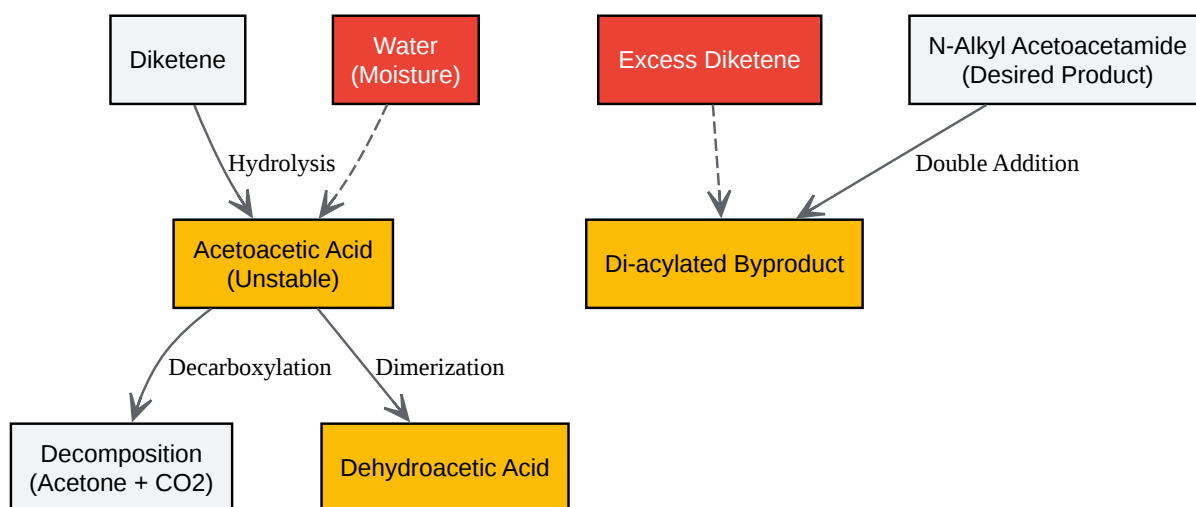 Diketene
Water
(Moisture)
Excess Diketene
N-Alkyl Acetoacetamide
(Desired Product)
Hydrolysis
Double Addition
Acetoacetic Acid
(Unstable)
Di-acylated Byproduct
Decarboxylation
Dimerization
Decomposition
(Acetone + CO2)
Dehydroacetic Acid